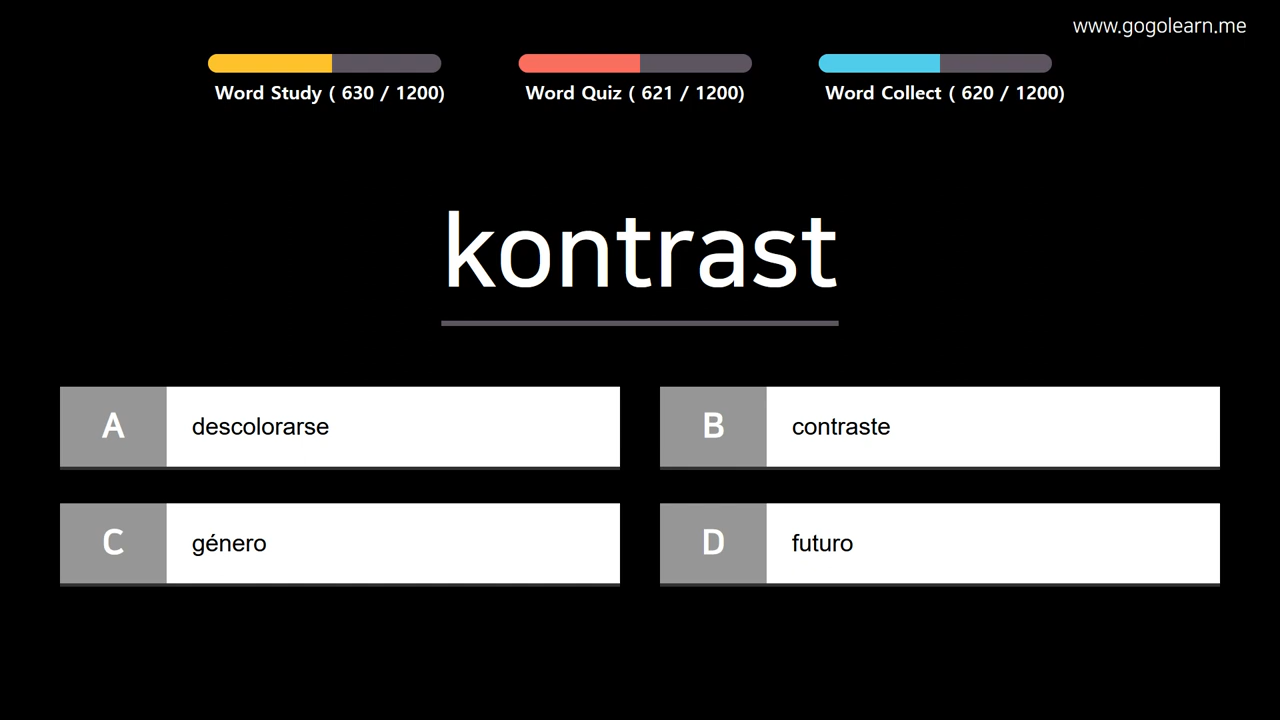 www.gogolearn.me
Word Study ( 630 / 1200)
Word Quiz ( 621 / 1200)
Word Collect ( 620 / 1200)
kontrast
A descolorarse
B contraste
C género
D futuro